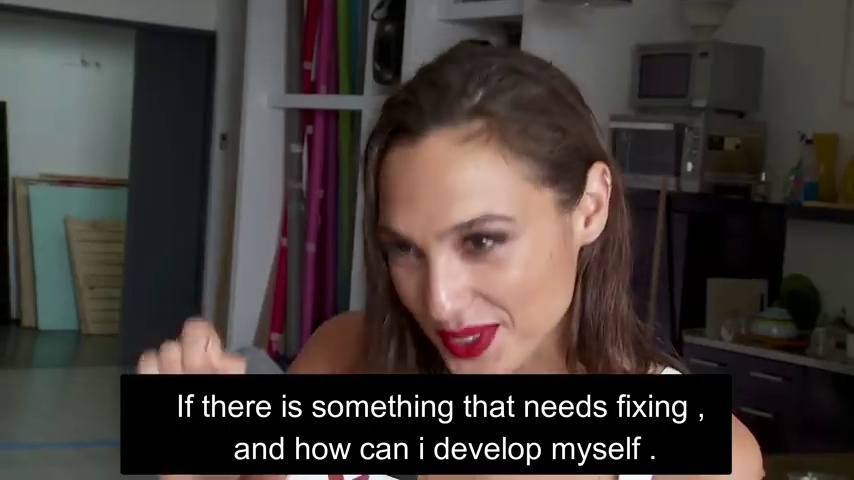 If there is something that needs fixing ,
and how can i develop myself .